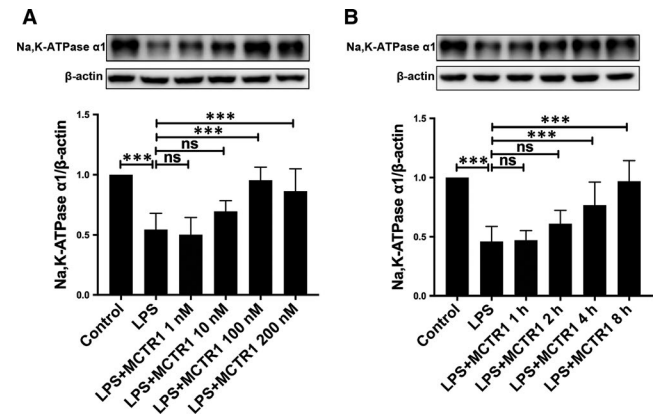 A
Na,K-ATPase α1
β-actin
Na,K-ATPase α1/β-actin
1.5
1.0
0.5
0.0
***
***
ns
***
ns
Control
LPS
LPS+MCTR1 1 nM
LPS+MCTR1 10 nM
LPS+MCTR1 100 nM
LPS+MCTR1 200 nM
B
Na,K-ATPase α1
β-actin
Na,K-ATPase α1/β-actin
1.5
1.0
0.5
0.0
***
***
ns
***
ns
Control
LPS
LPS+MCTR1 1 h
LPS+MCTR1 2 h
LPS+MCTR1 4 h
LPS+MCTR1 8 h